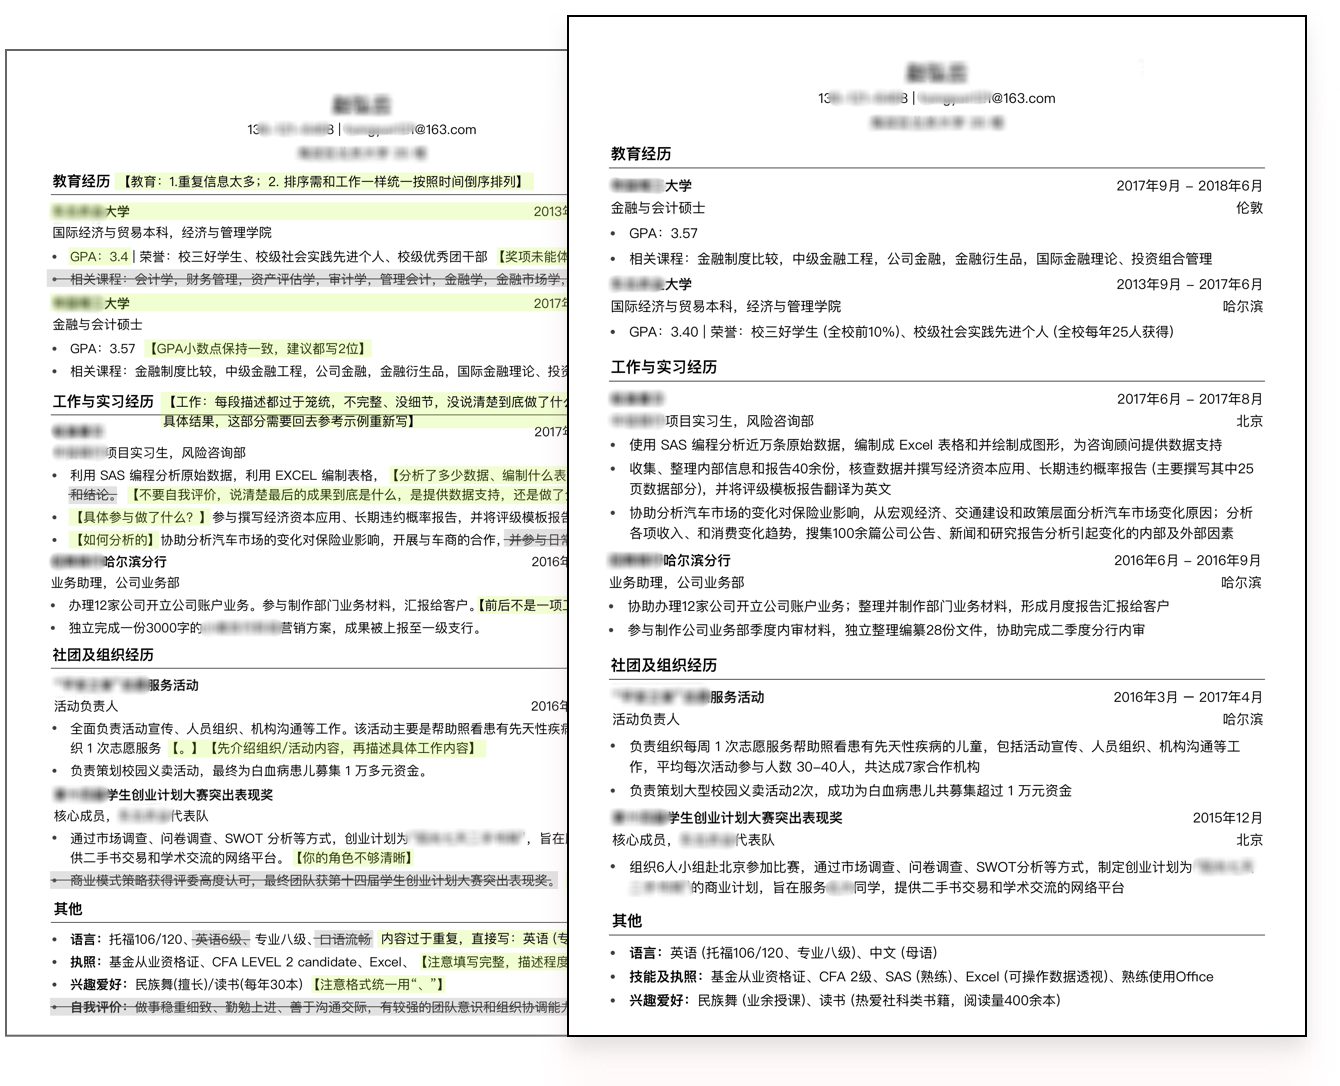 13 8 | @163.com
教育经历 【教育：1.重复信息太多；2. 排序需和工作一样统一按照时间倒序排列】
大学 2013
国际经济与贸易本科，经济与管理学院
• GPA：3.4 | 荣誉：校三好学生、校级社会实践先进个人、校级优秀团干部 【奖项未能体
• 相关课程：会计学，财务管理，资产评估学，审计学，管理会计，金融学，金融市场学，
大学 2017
金融与会计硕士
• GPA：3.57 【GPA小数点保持一致，建议都写2位】
• 相关课程：金融制度比较，中级金融工程，公司金融，金融衍生品，国际金融理论、投资
工作与实习经历 【工作：每段描述都过于笼统，不完整、没细节，没说清楚到底做了什么
具体结果，这部分需要回去参考示例重新写】
2017
项目实习生，风险咨询部
• 利用 SAS 编程分析原始数据，利用 EXCEL 编制表格， 【分析了多少数据、编制什么表
和结论。 【不要自我评价，说清楚最后的成果到底是什么，是提供数据支持，还是做了
• 【具体参与做了什么？】参与撰写经济资本应用、长期违约概率报告，并将评级模板报告
• 【如何分析的】协助分析汽车市场的变化对保险业影响，开展与车商的合作，并参与日常
哈尔滨分行 2016
业务助理，公司业务部
• 办理12家公司开立公司账户业务。参与制作部门业务材料，汇报给客户。【前后不是一项工
• 独立完成一份3000字的 营销方案，成果被上报至一级支行。
社团及组织经历
服务活动
活动负责人 2016
• 全面负责活动宣传、人员组织、机构沟通等工作。该活动主要是帮助照看患有先天性疾病
织 1 次志愿服务 【。】【先介绍组织/活动内容，再描述具体工作内容】
• 负责策划校园义卖活动，最终为白血病患儿募集 1 万多元资金。
学生创业计划大赛突出表现奖
核心成员， 代表队
• 通过市场调查、问卷调查、SWOT 分析等方式，创业计划为 ，旨在
供二手书交易和学术交流的网络平台。 【你的角色不够清晰】
• 商业模式策略获得评委高度认可，最终团队获第十四届学生创业计划大赛突出表现奖。
其他
• 语言：托福106/120、英语6级、专业八级、口语流畅 内容过于重复，直接写：英语 (专
• 执照：基金从业资格证、CFA LEVEL 2 candidate、Excel、 【注意填写完整，描述程度
• 兴趣爱好：民族舞(擅长)/读书(每年30本) 【注意格式统一用“、”】
• 自我评价：做事稳重细致、勤勉上进、善于沟通交际，有较强的团队意识和组织协调能力
13 8 | @163.com
教育经历
大学 2017年9月 – 2018年6月
金融与会计硕士 伦敦
• GPA：3.57
• 相关课程：金融制度比较，中级金融工程，公司金融，金融衍生品，国际金融理论、投资组合管理
大学 2013年9月 – 2017年6月
国际经济与贸易本科，经济与管理学院 哈尔滨
• GPA：3.40 | 荣誉：校三好学生 (全校前10%)、校级社会实践先进个人 (全校每年25人获得)
工作与实习经历
2017年6月 – 2017年8月
项目实习生，风险咨询部 北京
• 使用 SAS 编程分析近万条原始数据，编制成 Excel 表格和并绘制成图形，为咨询顾问提供数据支持
• 收集、整理内部信息和报告40余份，核查数据并撰写经济资本应用、长期违约概率报告 (主要撰写其中25
页数据部分)，并将评级模板报告翻译为英文
• 协助分析汽车市场的变化对保险业影响，从宏观经济、交通建设和政策层面分析汽车市场变化原因；分析
各项收入、和消费变化趋势，搜集100余篇公司公告、新闻和研究报告分析引起变化的内部及外部因素
哈尔滨分行 2016年6月 – 2016年9月
业务助理，公司业务部 哈尔滨
• 协助办理12家公司开立公司账户业务；整理并制作部门业务材料，形成月度报告汇报给客户
• 参与制作公司业务部季度内审材料，独立整理编纂28份文件，协助完成二季度分行内审
社团及组织经历
服务活动 2016年3月 – 2017年4月
活动负责人 哈尔滨
• 负责组织每周 1 次志愿服务帮助照看患有先天性疾病的儿童，包括活动宣传、人员组织、机构沟通等工
作，平均每次活动参与人数 30–40人，共达成7家合作机构
• 负责策划大型校园义卖活动2次，成功为白血病患儿共募集超过 1 万元资金
学生创业计划大赛突出表现奖 2015年12月
核心成员， 代表队 北京
• 组织6人小组赴北京参加比赛，通过市场调查、问卷调查、SWOT分析等方式，制定创业计划为
的商业计划，旨在服务 同学，提供二手书交易和学术交流的网络平台
其他
• 语言：英语 (托福106/120、专业八级)、中文 (母语)
• 技能及执照：基金从业资格证、CFA 2级、SAS (熟练)、Excel (可操作数据透视)、熟练使用Office
• 兴趣爱好：民族舞 (业余授课)、读书 (热爱社科类书籍，阅读量400余本)